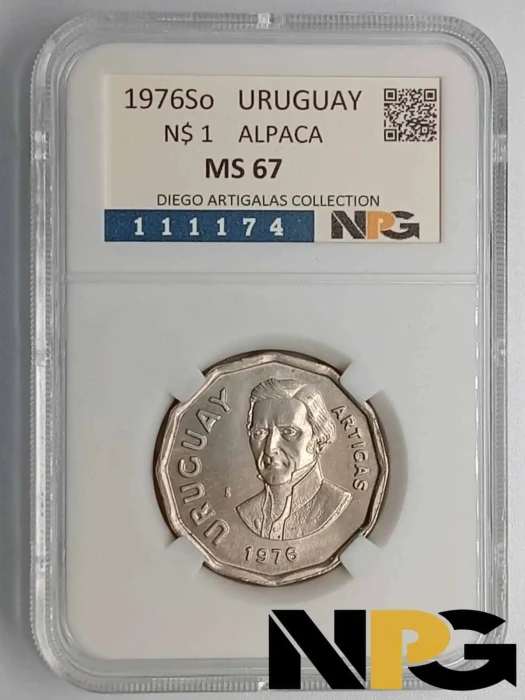 1976So URUGUAY
N$ 1 ALPACA
MS 67
DIEGO ARTIGALAS COLLECTION
111174 NPG
URUGUAY
ARTIGAS
1976
NPG